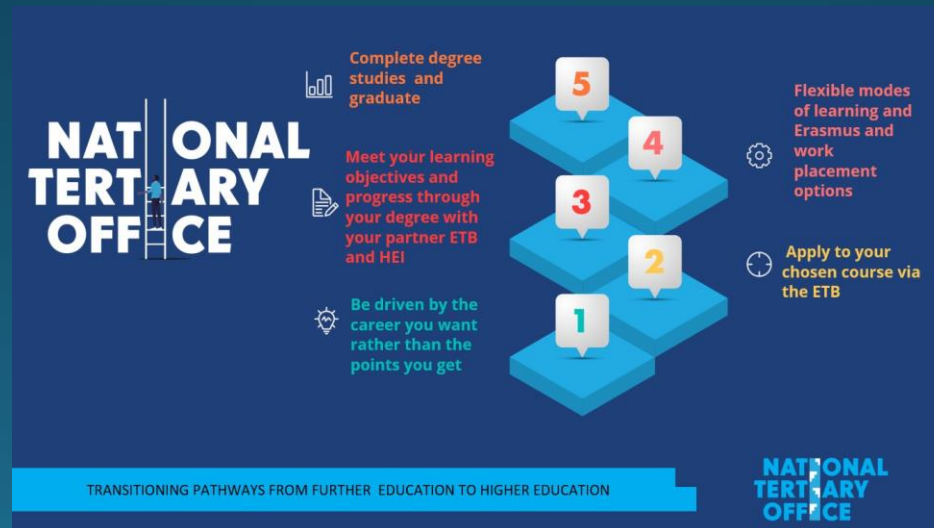 NATIONAL
TERTIARY
OFFICE
Complete degree
studies and
graduate
Meet your learning
objectives and
progress through
your degree with
your partner ETB
and HEI
Be driven by the
career you want
rather than the
points you get
5
4
3
2
1
Flexible modes
of learning and
Erasmus and
work
placement
options
Apply to your
chosen course via
the ETB
TRANSITIONING PATHWAYS FROM FURTHER EDUCATION TO HIGHER EDUCATION
NATIONAL
TERTIARY
OFFICE